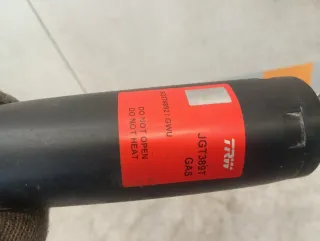 TRW
JGT389T
GAS
DO NOT OPEN
DO NOT HEAT